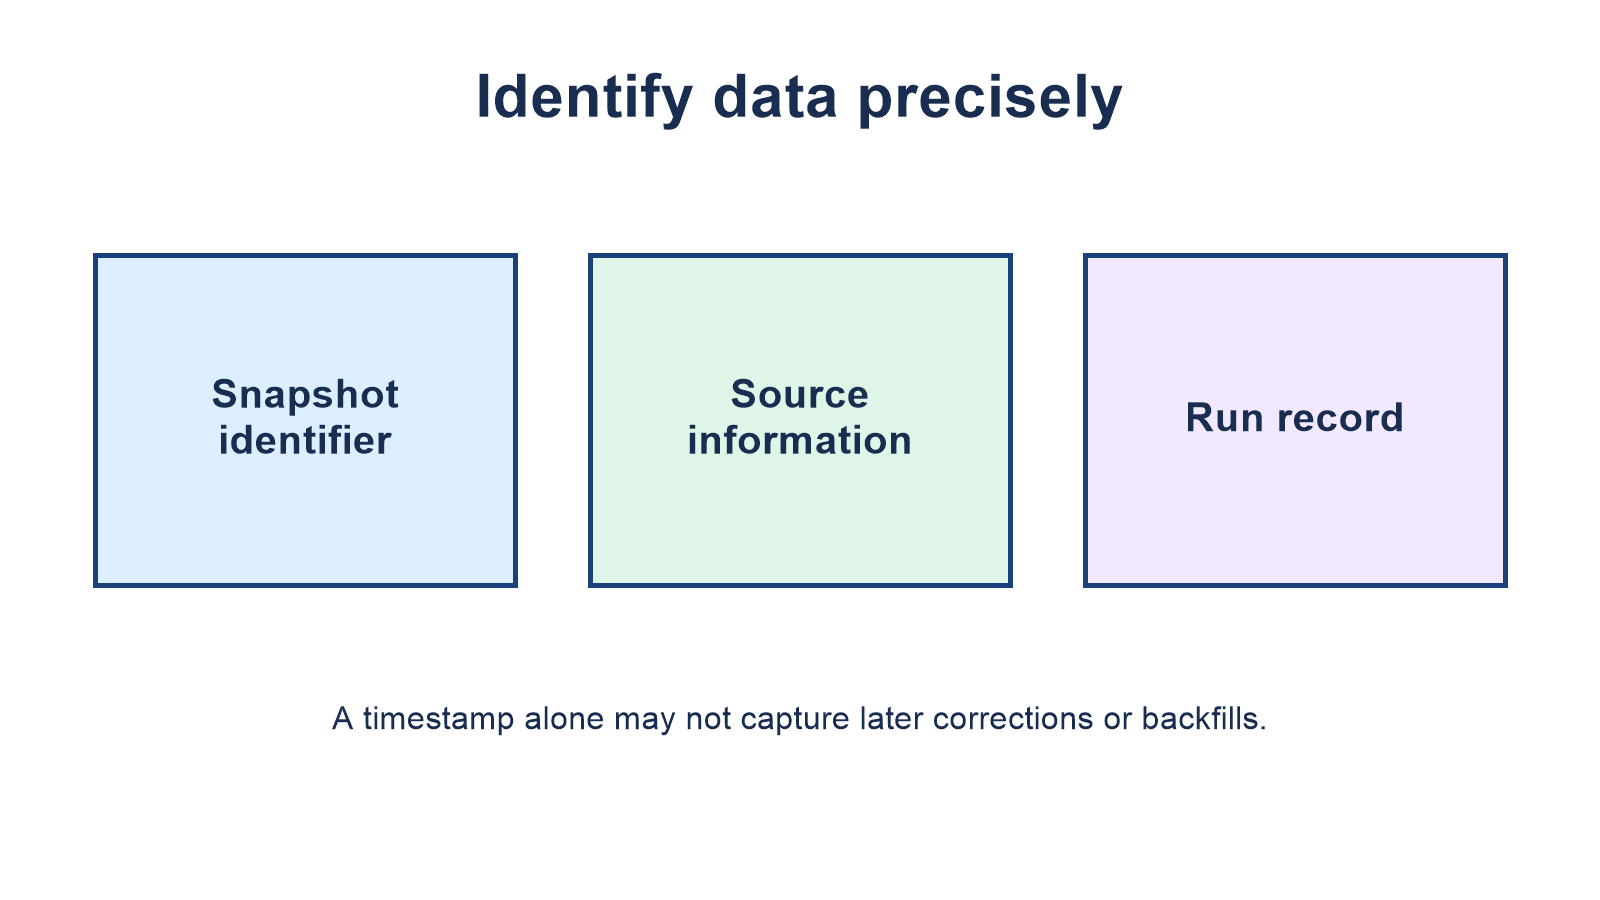 Identify data precisely
Snapshot
identifier
Source
information
Run record
A timestamp alone may not capture later corrections or backfills.